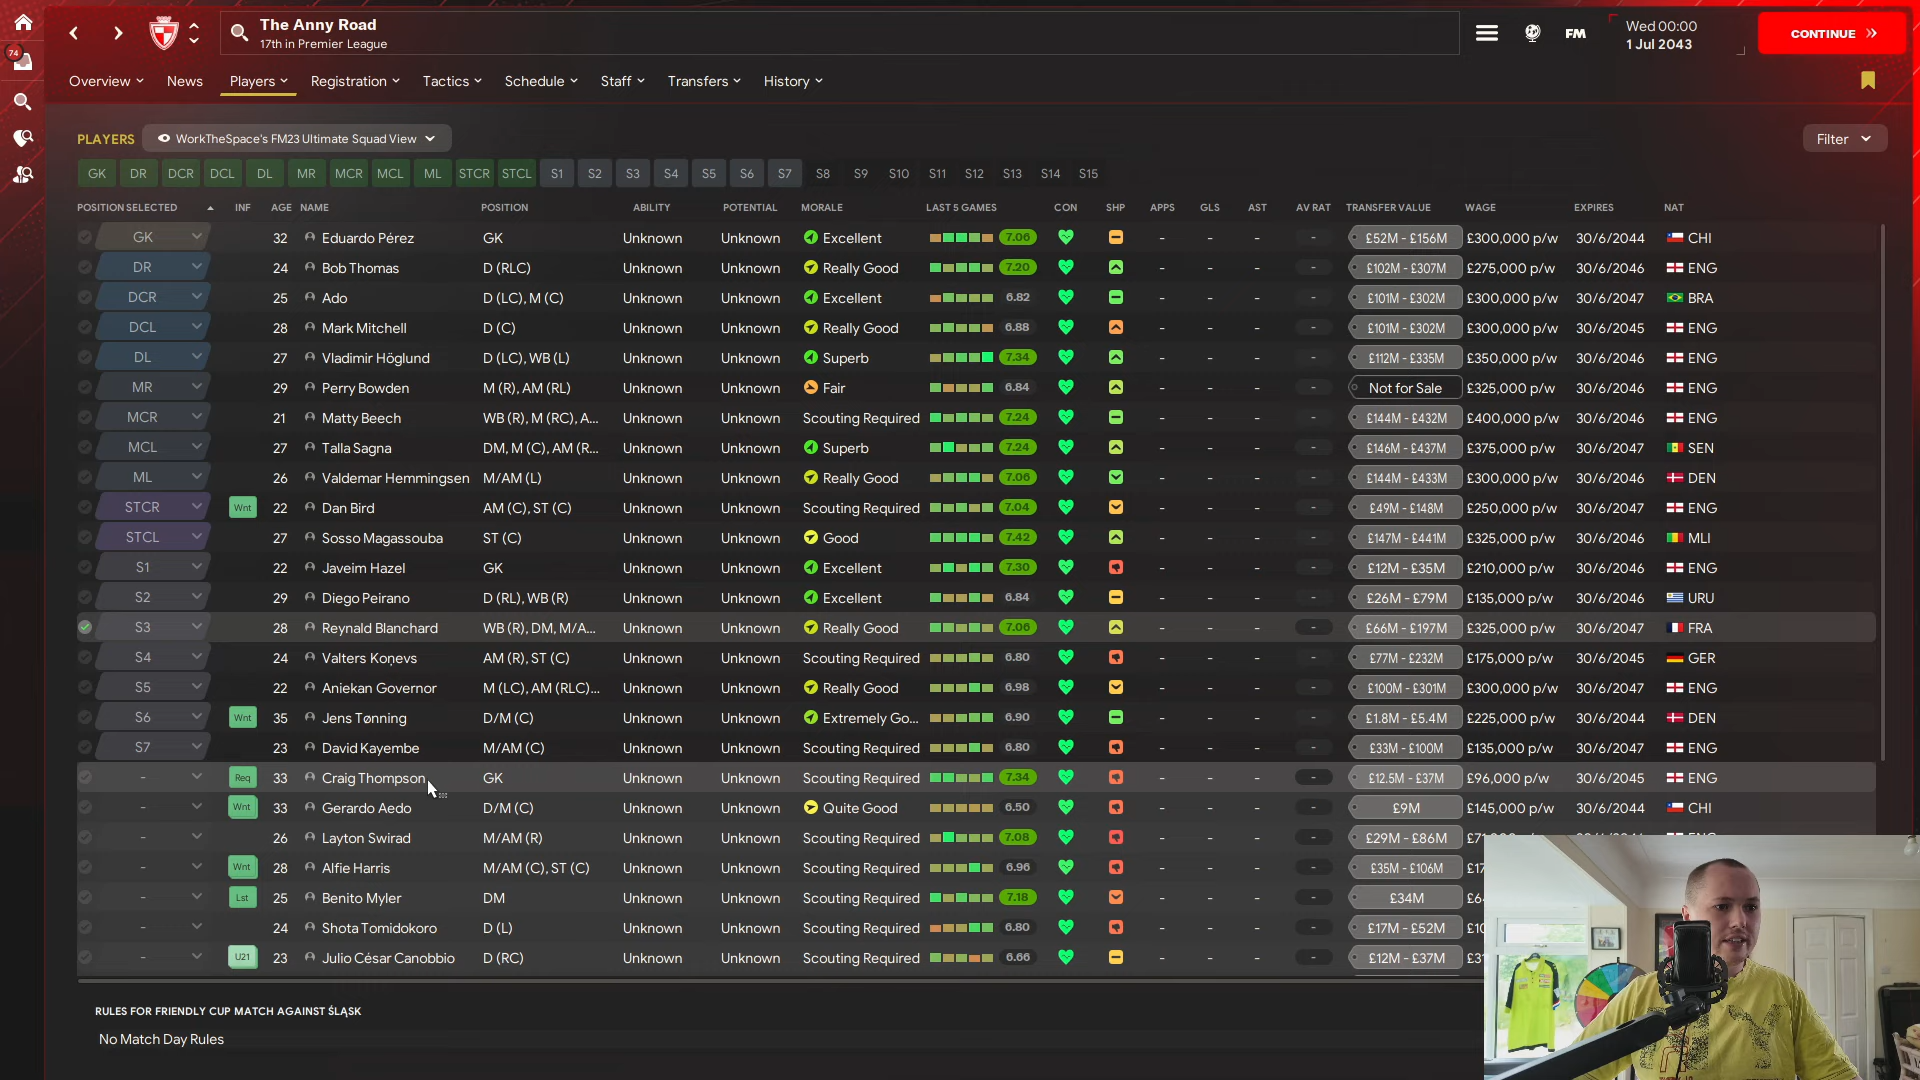 The Anny Road
17th in Premier League
FM
Wed 00:00
1 Jul 2043
CONTINUE
74
Overview News Players Registration Tactics Schedule Staff Transfers History
PLAYERS WorkTheSpace's FM23 Ultimate Squad View Filter
GK DR DCR DCL DL MR MCR MCL ML STCR STCL S1 S2 S3 S4 S5 S6 S7 S8 S9 S10 S11 S12 S13 S14 S15
POSITION SELECTED INF AGE NAME POSITION ABILITY POTENTIAL MORALE LAST 5 GAMES CON SHP APPS GLS AST AV RAT TRANSFER VALUE WAGE EXPIRES NAT
GK 32 Eduardo Pérez GK Unknown Unknown Excellent 7.06 - - - - £52M - £156M £300,000 p/w 30/6/2044 CHI
DR 24 Bob Thomas D (RLC) Unknown Unknown Really Good 7.20 - - - - £102M - £307M £275,000 p/w 30/6/2046 ENG
DCR 25 Ado D (LC), M (C) Unknown Unknown Excellent 6.82 - - - - £101M - £302M £300,000 p/w 30/6/2047 BRA
DCL 28 Mark Mitchell D (C) Unknown Unknown Really Good 6.88 - - - - £101M - £302M £300,000 p/w 30/6/2045 ENG
DL 27 Vladimir Höglund D (LC), WB (L) Unknown Unknown Superb 7.34 - - - - £112M - £335M £350,000 p/w 30/6/2046 ENG
MR 29 Perry Bowden M (R), AM (RL) Unknown Unknown Fair 6.84 - - - - Not for Sale £325,000 p/w 30/6/2046 ENG
MCR 21 Matty Beech WB (R), M (RC), A... Unknown Unknown Scouting Required 7.24 - - - - £144M - £432M £400,000 p/w 30/6/2047 ENG
MCL 27 Talla Sagna DM, M (C), AM (R... Unknown Unknown Superb 7.24 - - - - £146M - £437M £375,000 p/w 30/6/2047 SEN
ML 26 Valdemar Hemmingsen M/AM (L) Unknown Unknown Really Good 7.06 - - - - £144M - £433M £300,000 p/w 30/6/2046 DEN
STCR Wnt 22 Dan Bird AM (C), ST (C) Unknown Unknown Scouting Required 7.04 - - - - £49M - £148M £250,000 p/w 30/6/2047 ENG
STCL 27 Sosso Magassouba ST (C) Unknown Unknown Good 7.42 - - - - £147M - £441M £325,000 p/w 30/6/2046 MLI
S1 22 Javeim Hazel GK Unknown Unknown Excellent 7.30 - - - - £12M - £35M £210,000 p/w 30/6/2046 ENG
S2 29 Diego Peirano D (RL), WB (R) Unknown Unknown Excellent 6.84 - - - - £26M - £79M £135,000 p/w 30/6/2046 URU
S3 28 Reynald Blanchard WB (R), DM, M/A... Unknown Unknown Really Good 7.06 - - - - £66M - £197M £325,000 p/w 30/6/2047 FRA
S4 24 Valters Koņevs AM (R), ST (C) Unknown Unknown Scouting Required 6.80 - - - - £77M - £232M £175,000 p/w 30/6/2045 GER
S5 22 Aniekan Governor M (LC), AM (RLC)... Unknown Unknown Really Good 6.98 - - - - £100M - £301M £300,000 p/w 30/6/2047 ENG
S6 Wnt 35 Jens Tønning D/M (C) Unknown Unknown Extremely Go... 6.90 - - - - £1.8M - £5.4M £225,000 p/w 30/6/2044 DEN
S7 23 David Kayembe M/AM (C) Unknown Unknown Scouting Required 6.80 - - - - £33M - £100M £135,000 p/w 30/6/2047 ENG
- Req 33 Craig Thompson GK Unknown Unknown Scouting Required 7.34 - - - - £12.5M - £37M £96,000 p/w 30/6/2045 ENG
- Wnt 33 Gerardo Aedo D/M (C) Unknown Unknown Quite Good 6.50 - - - - £9M £145,000 p/w 30/6/2044 CHI
- 26 Layton Swirad M/AM (R) Unknown Unknown Scouting Required 7.08 - - - - £29M - £86M
- Wnt 28 Alfie Harris M/AM (C), ST (C) Unknown Unknown Scouting Required 6.96 - - - - £35M - £106M
- Lst 25 Benito Myler DM Unknown Unknown Scouting Required 7.18 - - - - £34M
- 24 Shota Tomidokoro D (L) Unknown Unknown Scouting Required 6.80 - - - - £17M - £52M
- U21 23 Julio César Canobbio D (RC) Unknown Unknown Scouting Required 6.66 - - - - £12M - £37M
RULES FOR FRIENDLY CUP MATCH AGAINST ŚLĄSK
No Match Day Rules